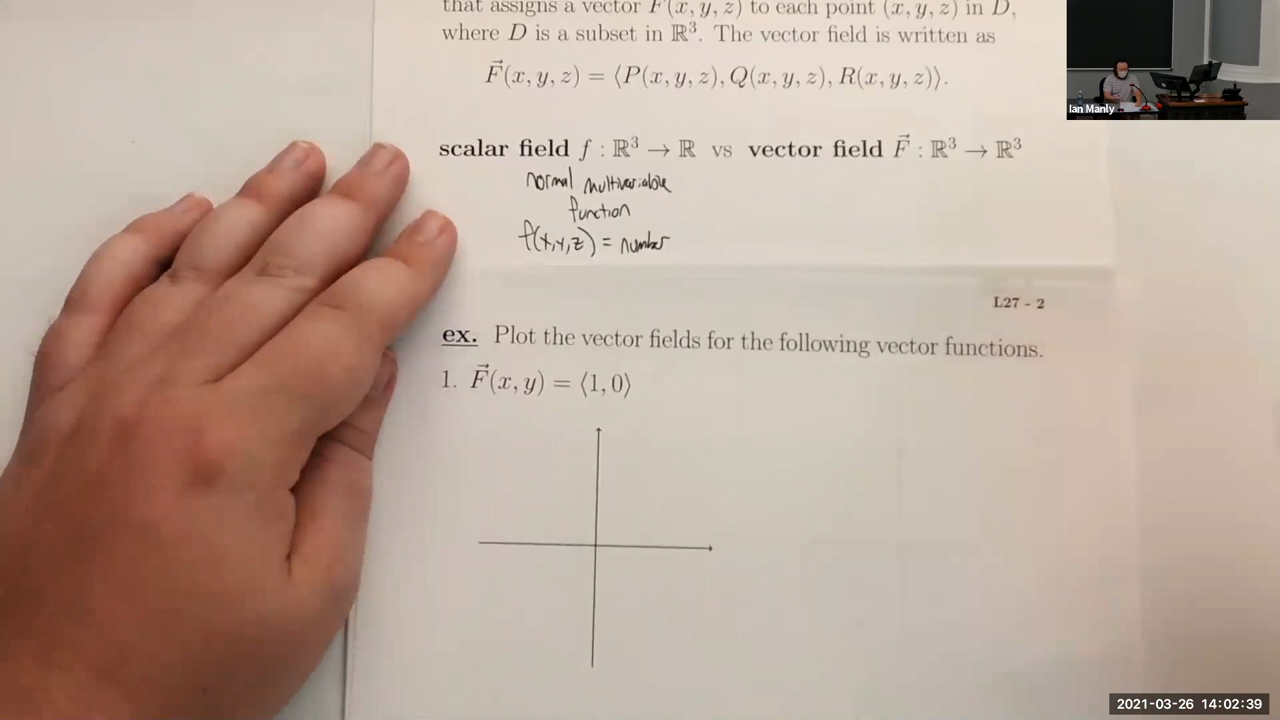 that assigns a vector F⃗(x, y, z) to each point (x, y, z) in D,
where D is a subset in ℝ³. The vector field is written as
F⃗(x, y, z) = ⟨P(x, y, z), Q(x, y, z), R(x, y, z)⟩.
scalar field f : ℝ³ → ℝ vs vector field F⃗ : ℝ³ → ℝ³
normal multivariable
function
f(x,y,z) = number
L27 - 2
ex. Plot the vector fields for the following vector functions.
1. F⃗(x, y) = ⟨1, 0⟩
Ian Manly
2021-03-26 14:02:39